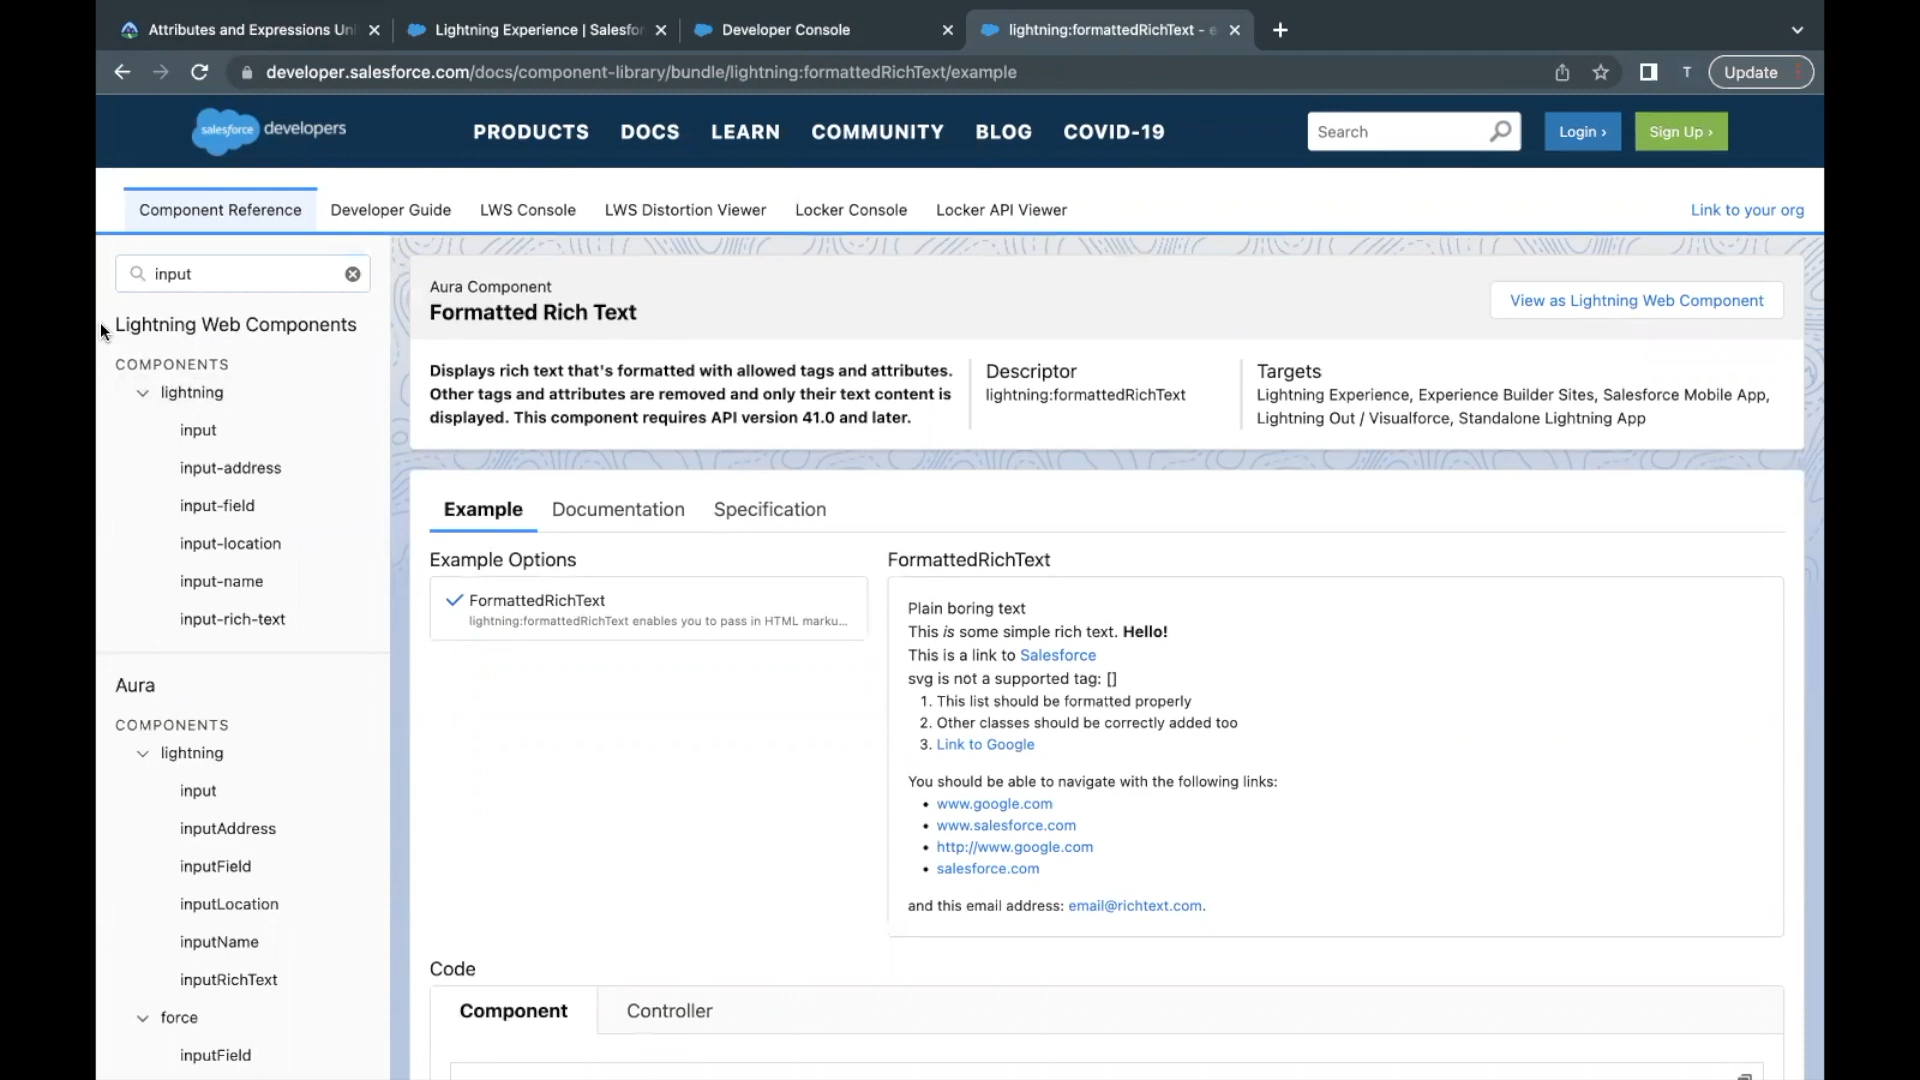 Attributes and Expressions Uni
Lightning Experience | Salesfor
Developer Console
lightning:formattedRichText - e
developer.salesforce.com/docs/component-library/bundle/lightning:formattedRichText/example
T
Update
salesforce developers
PRODUCTS
DOCS
LEARN
COMMUNITY
BLOG
COVID-19
Search
Login ›
Sign Up ›
Component Reference
Developer Guide
LWS Console
LWS Distortion Viewer
Locker Console
Locker API Viewer
Link to your org
input
Lightning Web Components
COMPONENTS
lightning
input
input-address
input-field
input-location
input-name
input-rich-text
Aura
COMPONENTS
lightning
input
inputAddress
inputField
inputLocation
inputName
inputRichText
force
inputField
Aura Component
Formatted Rich Text
View as Lightning Web Component
Displays rich text that's formatted with allowed tags and attributes.
Other tags and attributes are removed and only their text content is
displayed. This component requires API version 41.0 and later.
Descriptor
lightning:formattedRichText
Targets
Lightning Experience, Experience Builder Sites, Salesforce Mobile App,
Lightning Out / Visualforce, Standalone Lightning App
Example
Documentation
Specification
Example Options
FormattedRichText
lightning:formattedRichText enables you to pass in HTML marku...
FormattedRichText
Plain boring text
This is some simple rich text. Hello!
This is a link to Salesforce
svg is not a supported tag: []
1. This list should be formatted properly
2. Other classes should be correctly added too
3. Link to Google
You should be able to navigate with the following links:
• www.google.com
• www.salesforce.com
• http://www.google.com
• salesforce.com
and this email address: email@richtext.com.
Code
Component
Controller